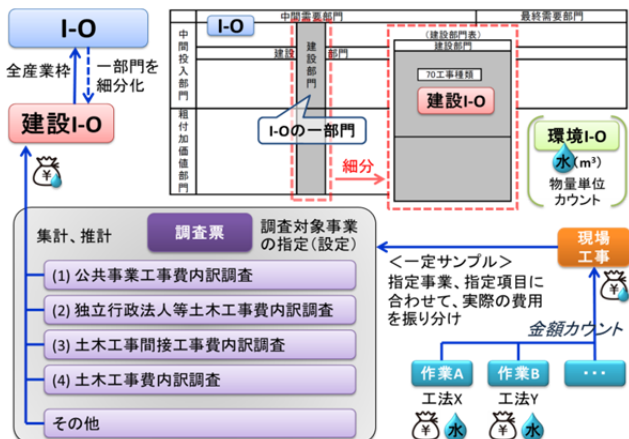 I-O
全産業枠
一部門を
細分化
建設I-O
¥
I-O
中間需要部門
最終需要部門
中間投入部門
粗付加価値部門
建設
部門
建設部門
I-Oの一部門
細分
(建設部門表)
建設部門
70工事種類
建設I-O
環境I-O
水(m³)
物量単位
カウント
集計、推計
調査票
調査対象事業
の指定(設定)
(1) 公共事業工事費内訳調査
(2) 独立行政法人等土木工事費内訳調査
(3) 土木工事間接工事費内訳調査
(4) 土木工事費内訳調査
その他
<一定サンプル>
指定事業、指定項目に
合わせて、実際の費用
を振り分け
現場
工事
¥
金額カウント
作業A
作業B
・・・
工法X
工法Y
¥ 水
¥ 水
¥ 水